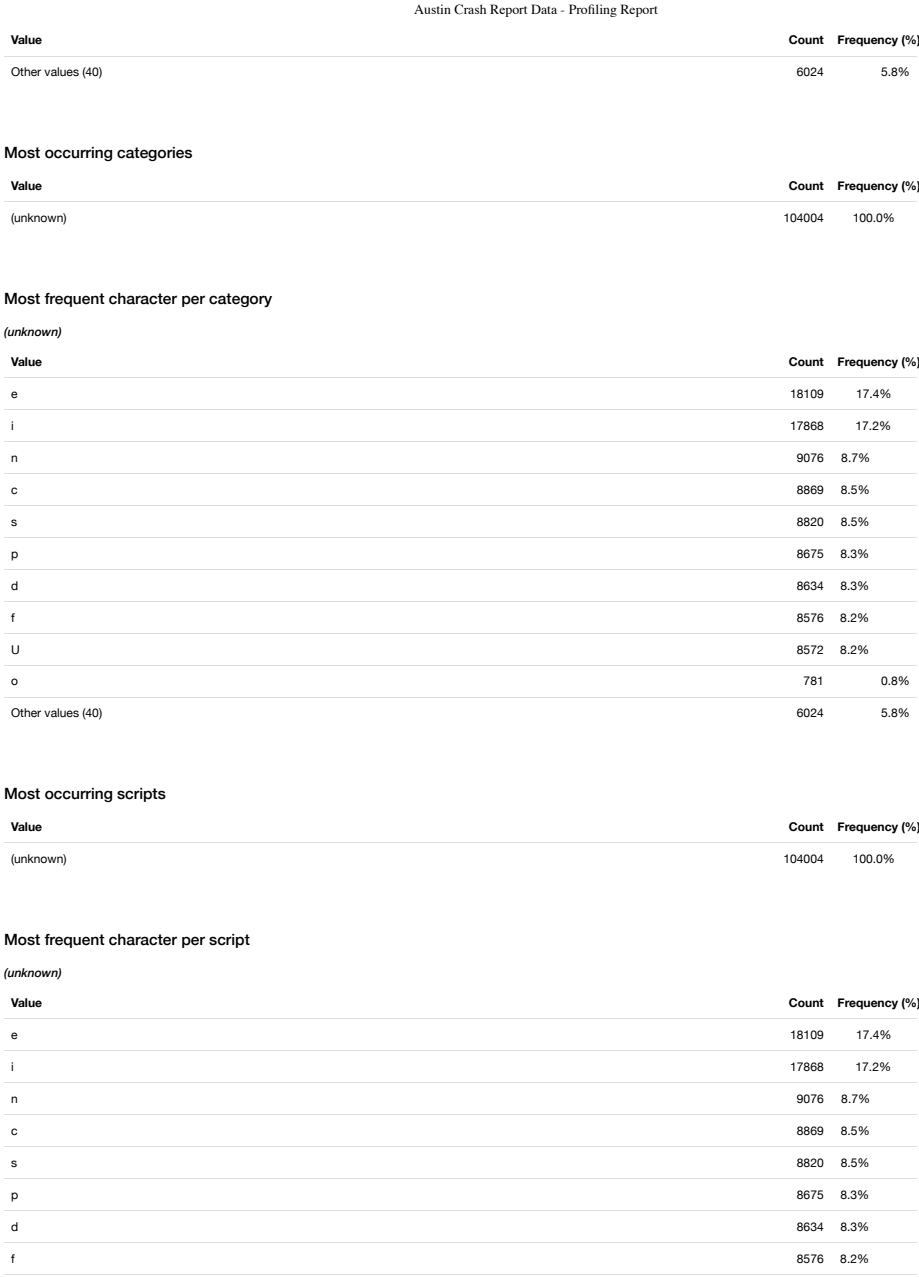 Austin Crash Report Data - Profiling Report
Value Count Frequency (%)
Other values (40) 6024 5.8%
Most occurring categories
Value Count Frequency (%)
(unknown) 104004 100.0%
Most frequent character per category
(unknown)
Value Count Frequency (%)
e 18109 17.4%
i 17868 17.2%
n 9076 8.7%
c 8869 8.5%
s 8820 8.5%
p 8675 8.3%
d 8634 8.3%
f 8576 8.2%
U 8572 8.2%
o 781 0.8%
Other values (40) 6024 5.8%
Most occurring scripts
Value Count Frequency (%)
(unknown) 104004 100.0%
Most frequent character per script
(unknown)
Value Count Frequency (%)
e 18109 17.4%
i 17868 17.2%
n 9076 8.7%
c 8869 8.5%
s 8820 8.5%
p 8675 8.3%
d 8634 8.3%
f 8576 8.2%